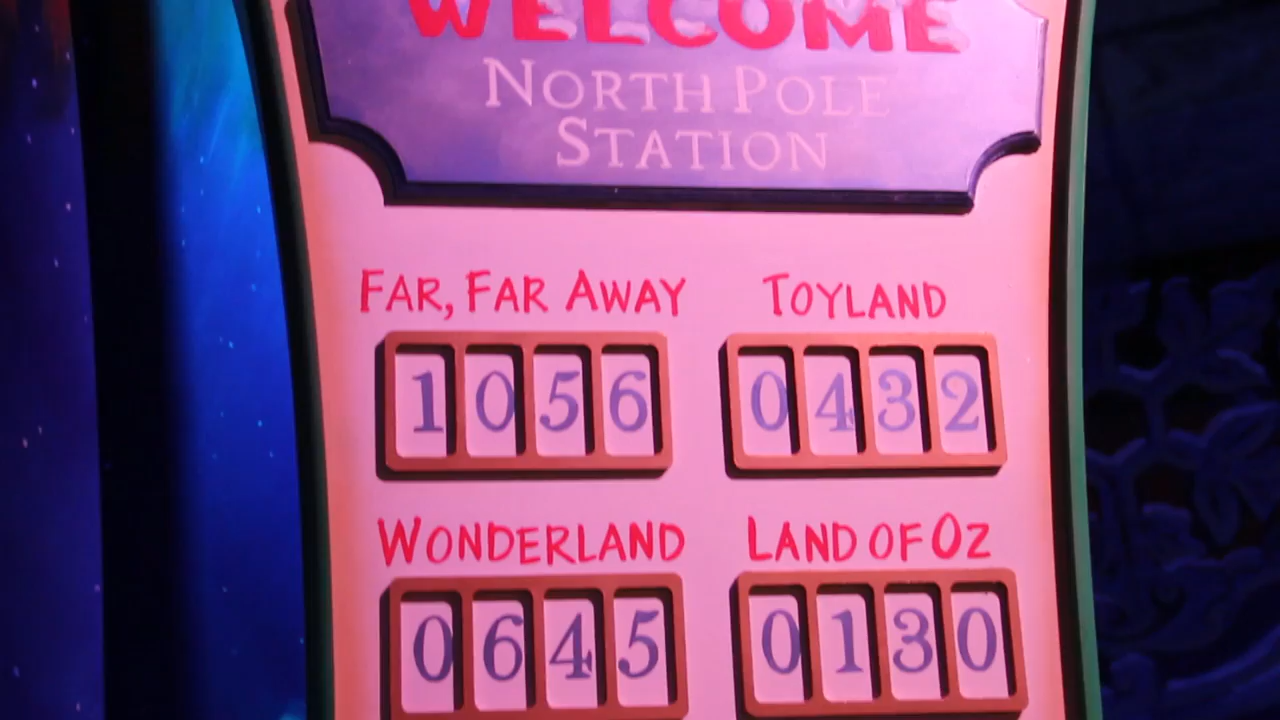 WELCOME
NORTH POLE
STATION
FAR, FAR AWAY
1056
TOYLAND
0432
WONDERLAND
0645
LAND OF OZ
0130